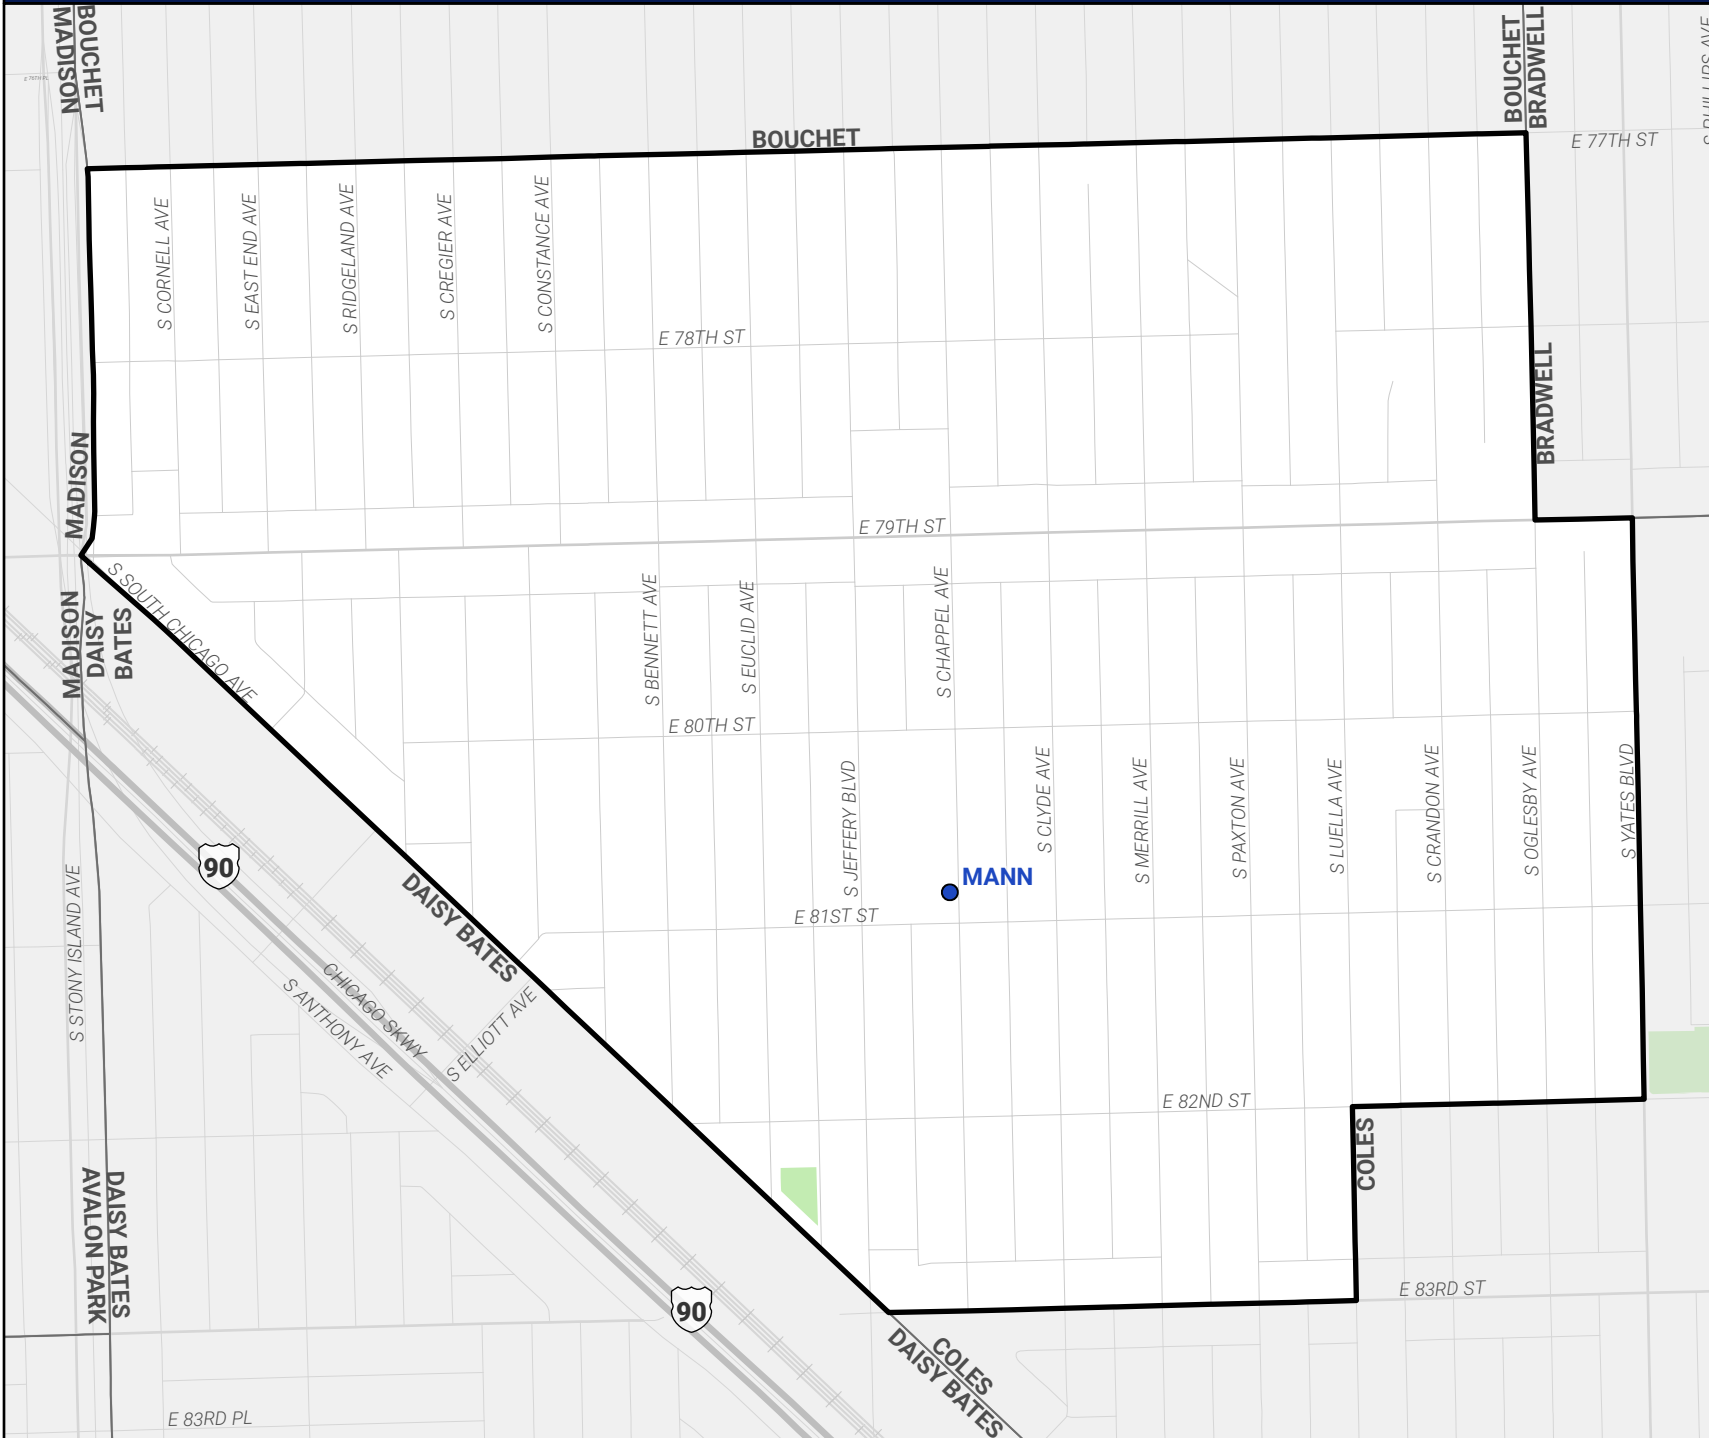 BOUCHET
MADISON
E 76TH PL
BOUCHET
BOUCHET
BRADWELL
E 77TH ST
S PHILLIPS AVE
S CORNELL AVE
S EAST END AVE
S RIDGELAND AVE
S CREGIER AVE
S CONSTANCE AVE
E 78TH ST
BRADWELL
MADISON
E 79TH ST
S SOUTH CHICAGO AVE
MADISON
DAISY
BATES
S BENNETT AVE
S EUCLID AVE
S CHAPPEL AVE
E 80TH ST
S JEFFERY BLVD
S CLYDE AVE
S MERRILL AVE
S PAXTON AVE
S LUELLA AVE
S CRANDON AVE
S OGLESBY AVE
S YATES BLVD
90
MANN
E 81ST ST
S STONY ISLAND AVE
DAISY BATES
CHICAGO SKWY
S ANTHONY AVE
S ELLIOTT AVE
E 82ND ST
COLES
DAISY BATES
AVALON PARK
90
E 83RD ST
COLES
DAISY BATES
E 83RD PL